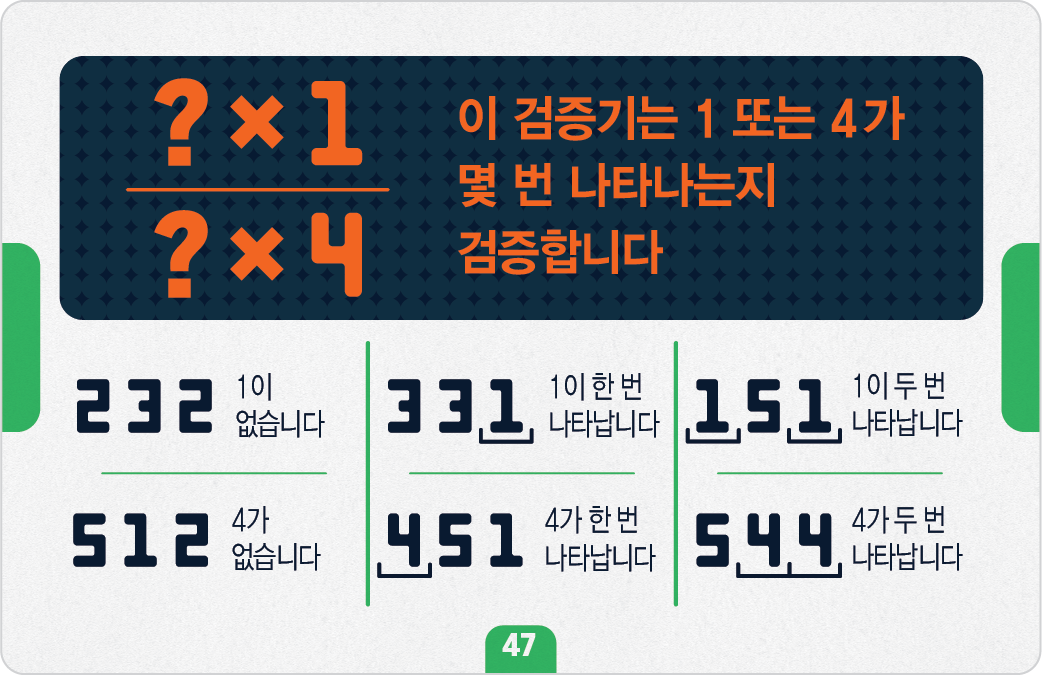 ?×1
?×4
이 검증기는 1 또는 4가
몇 번 나타나는지
검증합니다
232 1이
없습니다
331 1이 한 번
나타납니다
151 1이 두 번
나타납니다
512 4가
없습니다
451 4가 한 번
나타납니다
544 4가 두 번
나타납니다
47